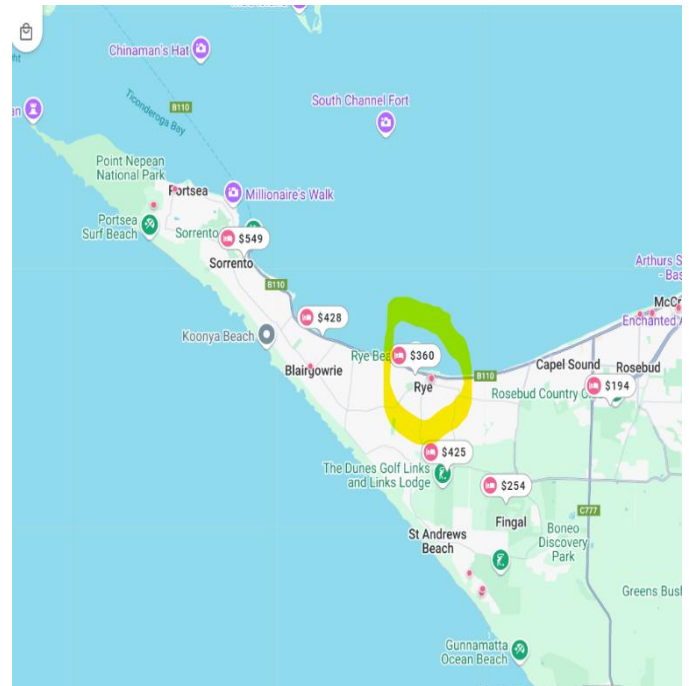 Chinaman's Hat
Ticonderoga
Bay
B110
South Channel Fort
an
Point Nepean
National Park
Portsea
Millionaire's Walk
Portsea
Surf Beach
Sorrento
$549
Sorrento
B110
Koonya Beach
$428
Blairgowrie
Rye Bea
$360
Rye
B110
Arthurs S
- Bas
McCr
Enchanted A
Capel Sound
Rosebud
Rosebud Country C
$194
$425
The Dunes Golf Links
and Links Lodge
$254
Fingal
C777
St Andrews
Beach
Boneo
Discovery
Park
Greens Bush
Gunnamatta
Ocean Beach